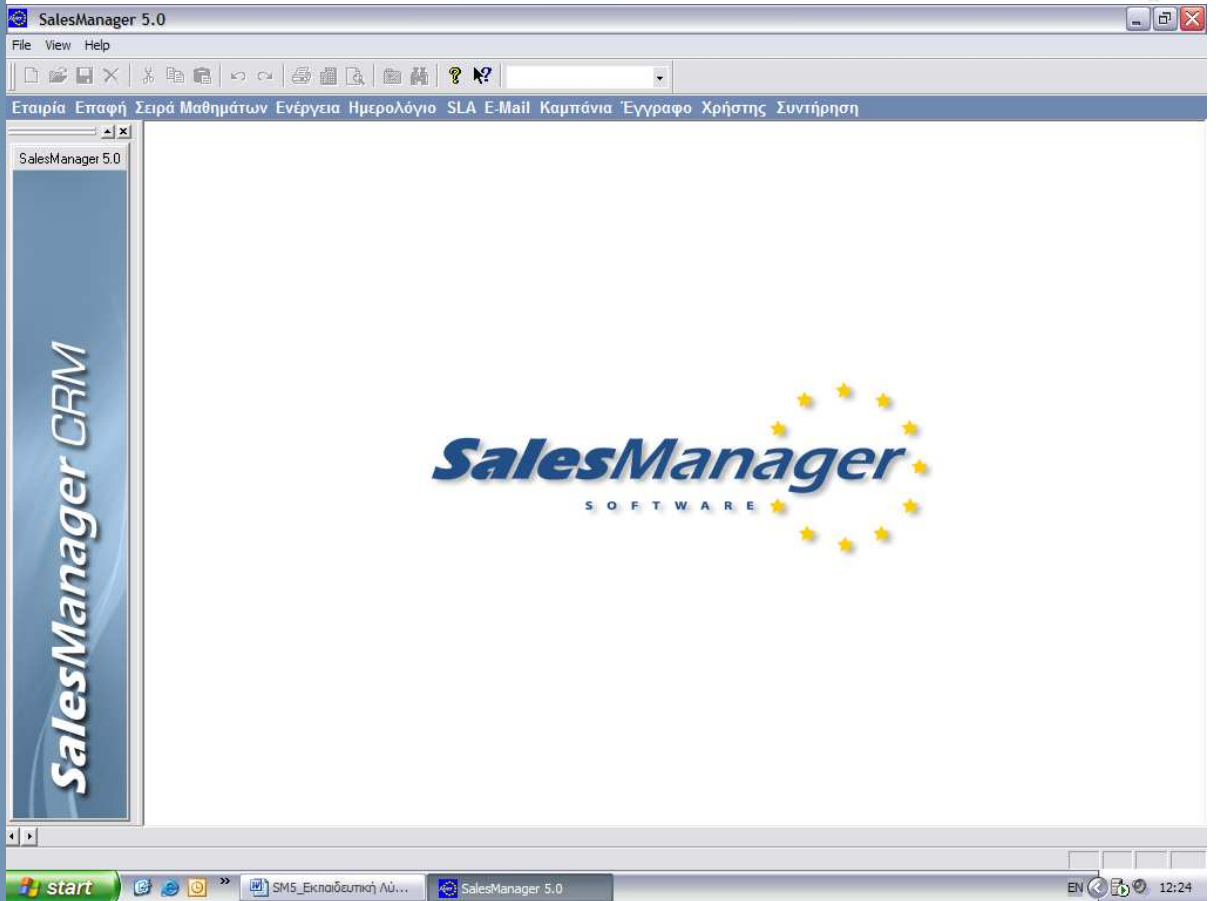 SalesManager 5.0
File View Help
Εταιρία Επαφή Σειρά Μαθημάτων Ενέργεια Ημερολόγιο SLA E-Mail Καμπάνια Έγγραφο Χρήστης Συντήρηση
SalesManager 5.0
SalesManager CRM
SalesManager
SOFTWARE
start » SM5_Εκπαιδευτική Λύ... SalesManager 5.0 EN 12:24